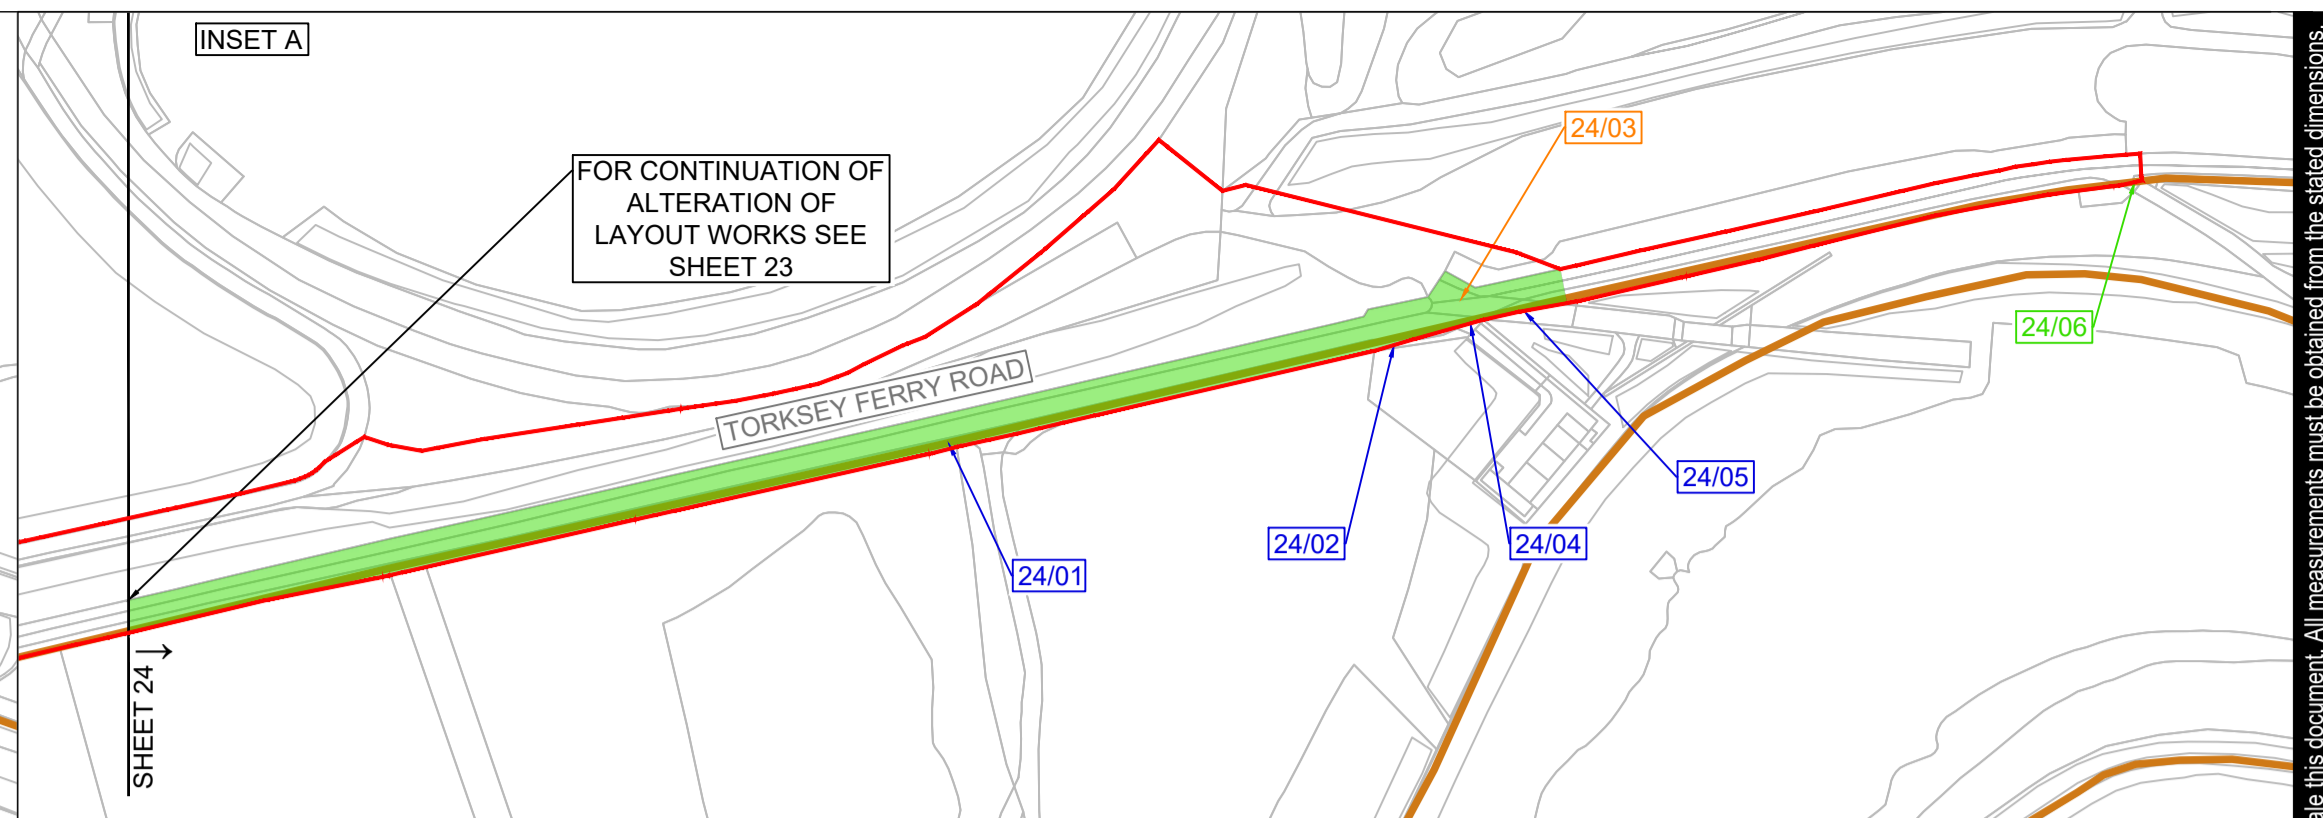 INSET A
FOR CONTINUATION OF
ALTERATION OF
LAYOUT WORKS SEE
SHEET 23
24/03
24/06
TORKSEY FERRY ROAD
24/05
24/02
24/04
24/01
SHEET 24 →
this document. All measurements must be obtained from the stated dimensions.